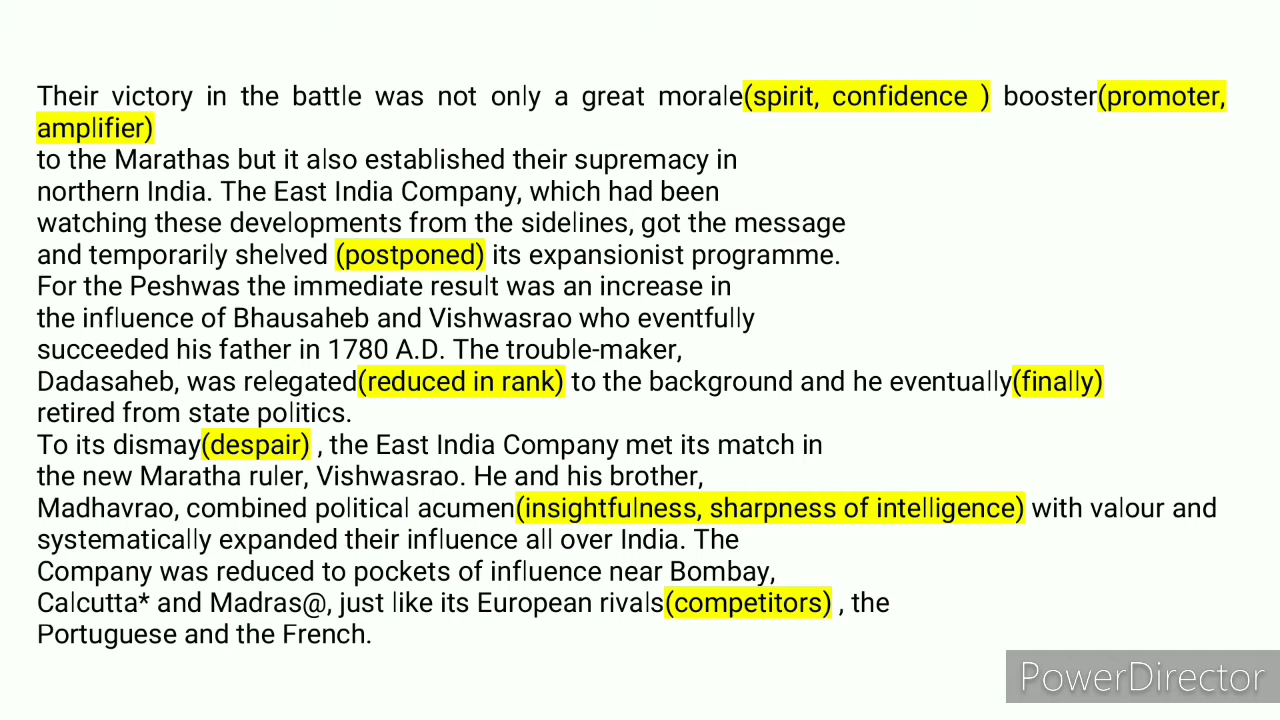 Their victory in the battle was not only a great morale(spirit, confidence ) booster(promoter,
amplifier)
to the Marathas but it also established their supremacy in
northern India. The East India Company, which had been
watching these developments from the sidelines, got the message
and temporarily shelved (postponed) its expansionist programme.
For the Peshwas the immediate result was an increase in
the influence of Bhausaheb and Vishwasrao who eventfully
succeeded his father in 1780 A.D. The trouble-maker,
Dadasaheb, was relegated(reduced in rank) to the background and he eventually(finally)
retired from state politics.
To its dismay(despair) , the East India Company met its match in
the new Maratha ruler, Vishwasrao. He and his brother,
Madhavrao, combined political acumen(insightfulness, sharpness of intelligence) with valour and
systematically expanded their influence all over India. The
Company was reduced to pockets of influence near Bombay,
Calcutta* and Madras@, just like its European rivals(competitors) , the
Portuguese and the French.
PowerDirector